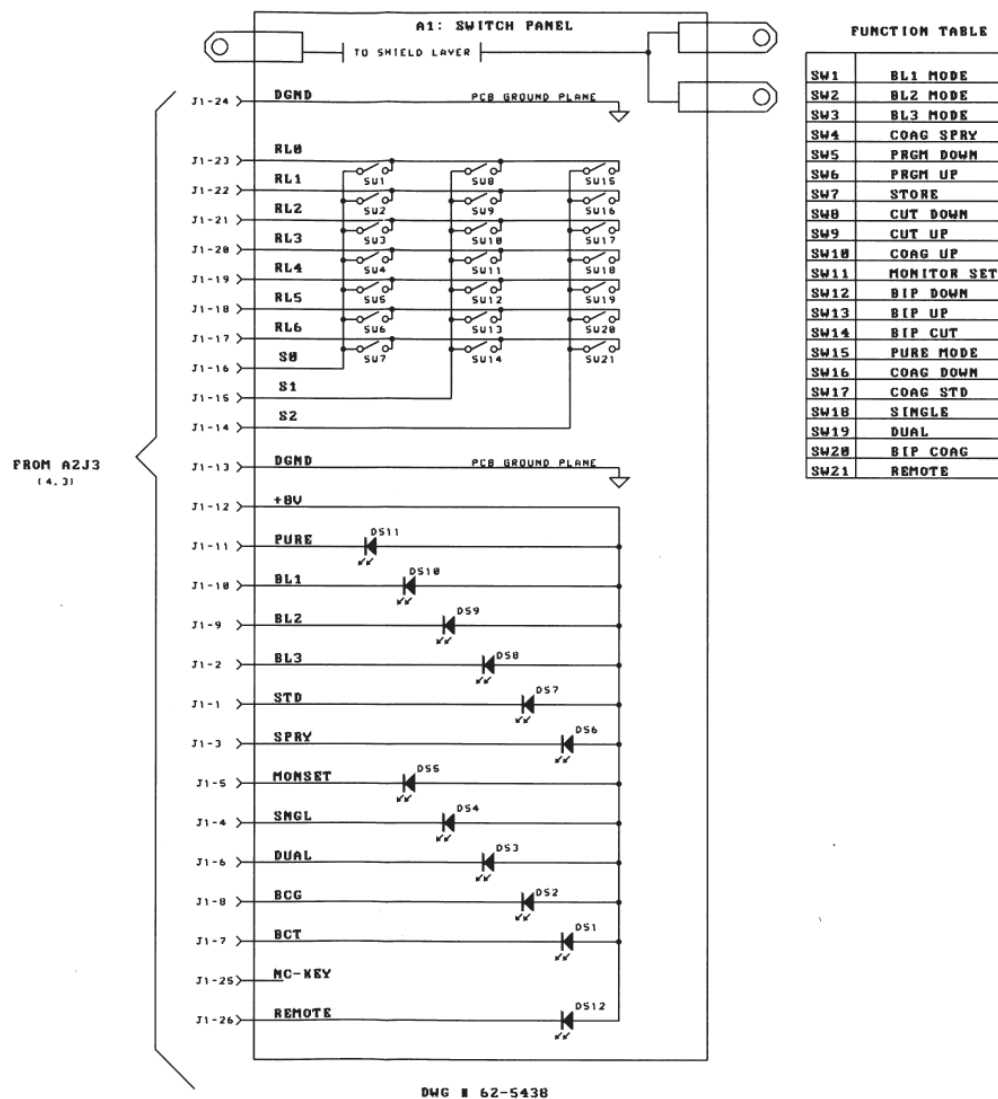 A1: SWITCH PANEL
TO SHIELD LAYER
J1-24 DGND PCB GROUND PLANE
J1-23 RL0
SW1 SW8 SW15
J1-22 RL1
SW2 SW9 SW16
J1-21 RL2
SW3 SW10 SW17
J1-20 RL3
SW4 SW11 SW18
J1-19 RL4
SW5 SW12 SW19
J1-18 RL5
SW6 SW13 SW20
J1-17 RL6
SW7 SW14 SW21
J1-16 S0
J1-15 S1
J1-14 S2
FROM A2J3
(4.3)
J1-13 DGND PCB GROUND PLANE
J1-12 +8V
J1-11 PURE DS11
J1-10 BL1 DS10
J1-9 BL2 DS9
J1-2 BL3 DS8
J1-1 STD DS7
J1-3 SPRY DS6
J1-5 MONSET DS5
J1-4 SNGL DS4
J1-6 DUAL DS3
J1-8 BCG DS2
J1-7 BCT DS1
J1-25 NC-KEY
J1-26 REMOTE DS12
DWG # 62-5438
FUNCTION TABLE
SW1 BL1 MODE
SW2 BL2 MODE
SW3 BL3 MODE
SW4 COAG SPRY
SW5 PRGM DOWN
SW6 PRGM UP
SW7 STORE
SW8 CUT DOWN
SW9 CUT UP
SW10 COAG UP
SW11 MONITOR SET
SW12 BIP DOWN
SW13 BIP UP
SW14 BIP CUT
SW15 PURE MODE
SW16 COAG DOWN
SW17 COAG STD
SW18 SINGLE
SW19 DUAL
SW20 BIP COAG
SW21 REMOTE